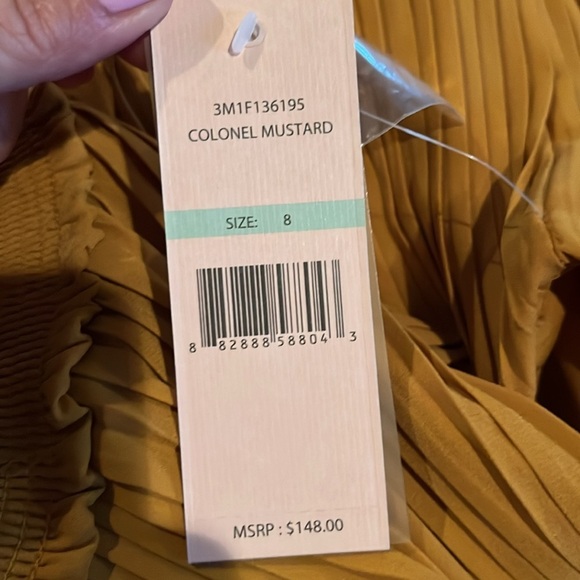 3M1F136195
COLONEL MUSTARD
SIZE: 8
8 82888 58804 3
MSRP : $148.00